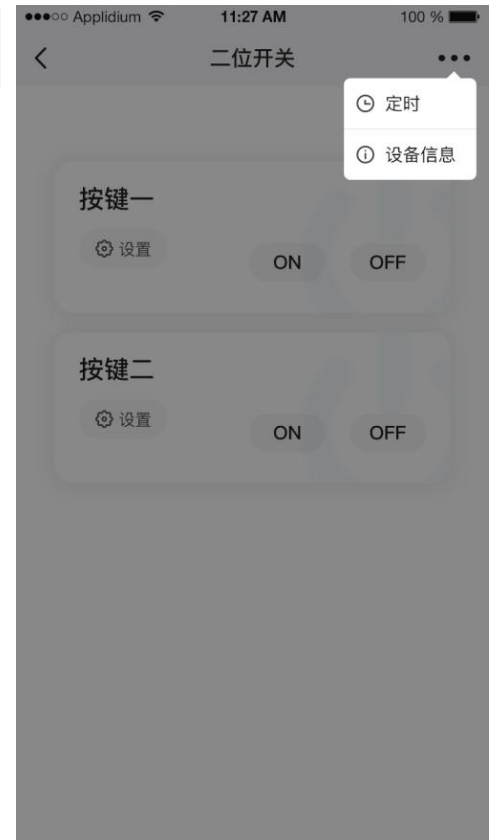 Applidium 11:27 AM 100 %
二位开关
定时
设备信息
按键一
设置
ON OFF
按键二
设置
ON OFF